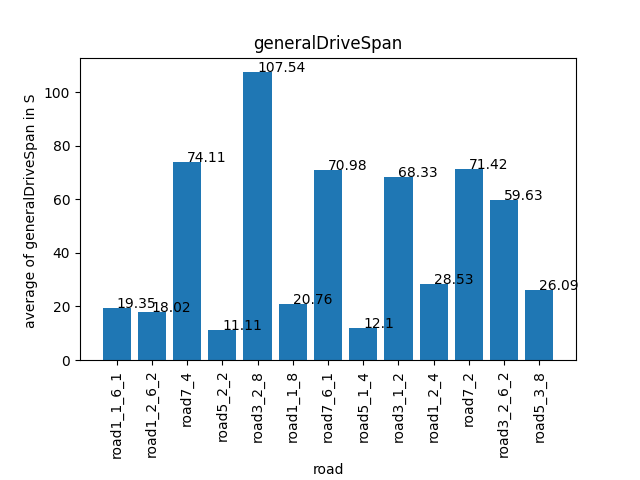 generalDriveSpan
average of generalDriveSpan in S
100
80
60
40
20
0
19.35
18.02
74.11
11.11
107.54
20.76
70.98
12.1
68.33
28.53
71.42
59.63
26.09
road1_1_6_1
road1_2_6_2
road7_4
road5_2_2
road3_2_8
road1_1_8
road7_6_1
road5_1_4
road3_1_2
road1_2_4
road7_2
road3_2_6_2
road5_3_8
road